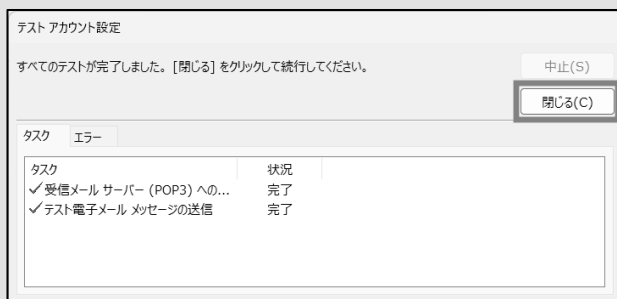 テスト アカウント設定
すべてのテストが完了しました。[閉じる] をクリックして続行してください。
中止(S)
閉じる(C)
タスク エラー
タスク 状況
✓受信メール サーバー (POP3) への... 完了
✓テスト電子メール メッセージの送信 完了